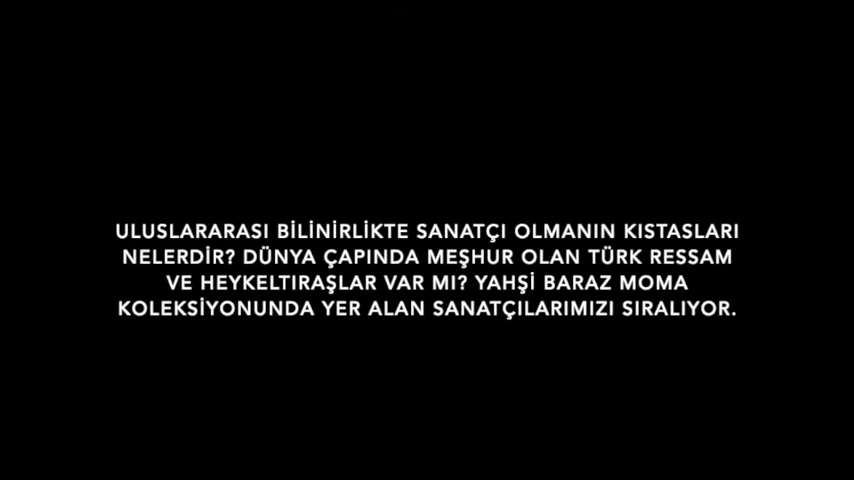 ULUSLARARASI BİLİNİRLİKTE SANATÇI OLMANIN KISTASLARI
NELERDİR? DÜNYA ÇAPINDA MEŞHUR OLAN TÜRK RESSAM
VE HEYKELTIRAŞLAR VAR MI? YAHŞİ BARAZ MOMA
KOLEKSİYONUNDA YER ALAN SANATÇILARIMIZI SIRALIYOR.